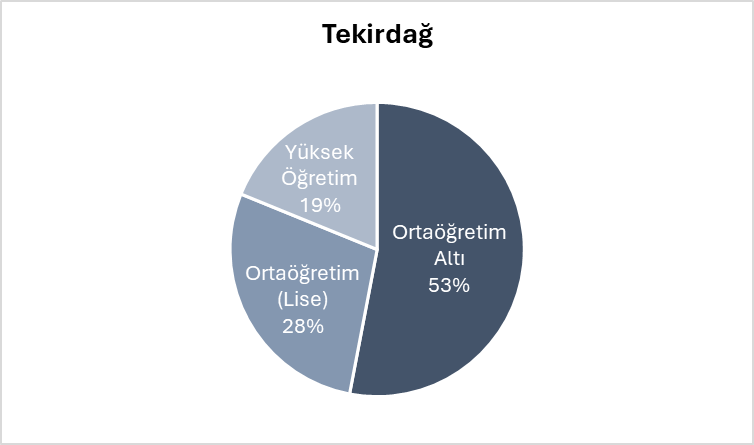 Tekirdağ
Yüksek
Öğretim
19%
Ortaöğretim
Altı
53%
Ortaöğretim
(Lise)
28%